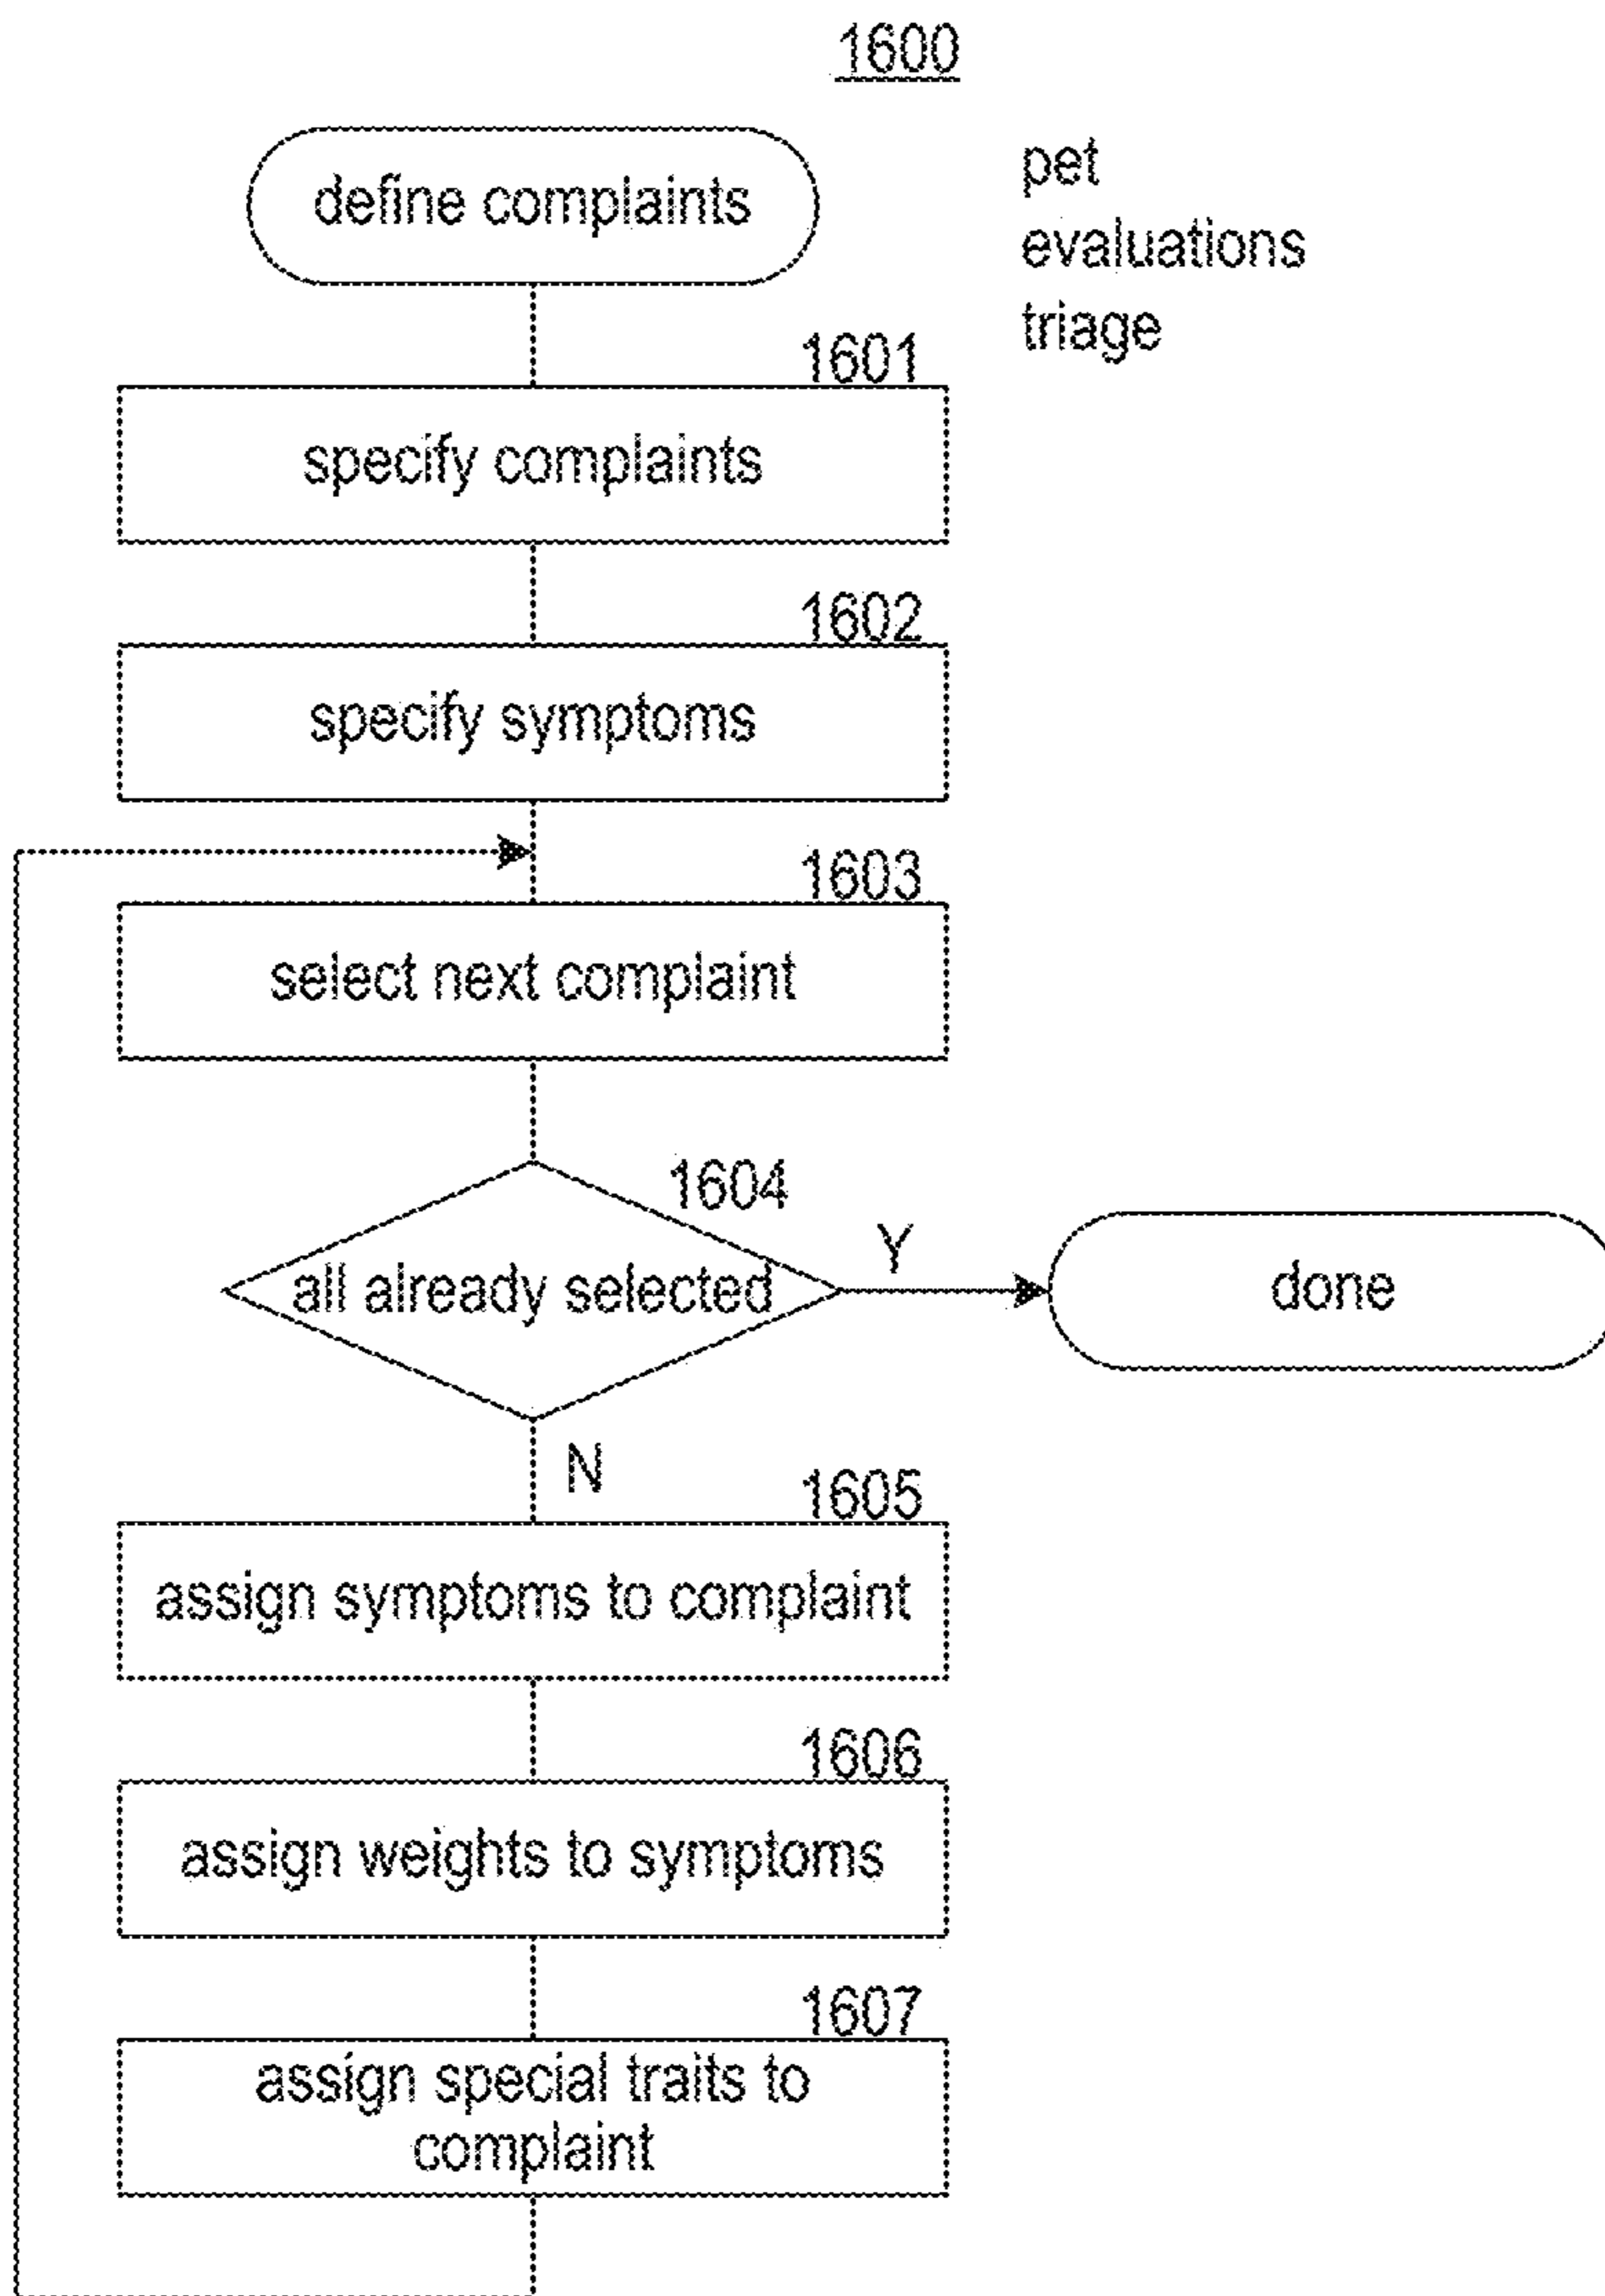 1600
define complaints
pet
evaluations
triage
1601
specify complaints
1602
specify symptoms
1603
select next complaint
1604
all already selected
Y
done
N
1605
assign symptoms to complaint
1606
assign weights to symptoms
1607
assign special traits to
complaint